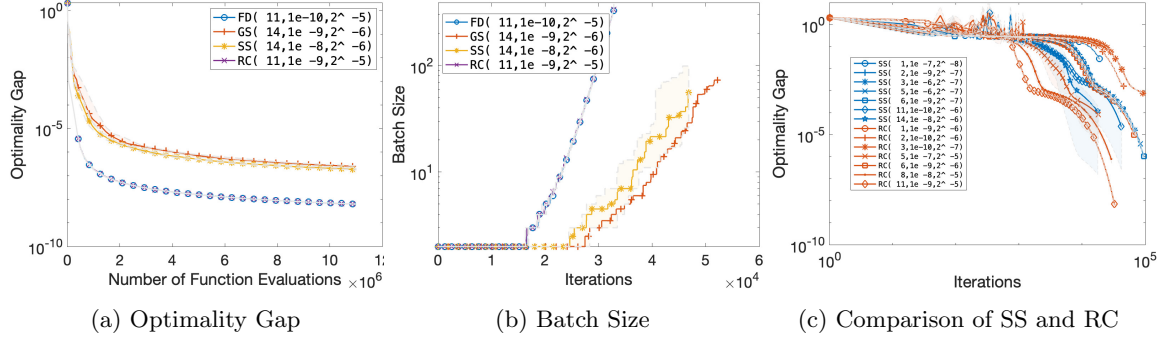 10^0
10^-5
10^-10
Optimality Gap
0 2 4 6 8 10 12
Number of Function Evaluations ×10^6
FD( 11,1e-10,2^ -5)
GS( 14,1e -9,2^ -6)
SS( 14,1e -8,2^ -6)
RC( 11,1e -9,2^ -5)
(a) Optimality Gap
10^2
10^1
Batch Size
0 1 2 3 4 5 6
Iterations
×10^4
FD( 11,1e-10,2^ -5)
GS( 14,1e -9,2^ -6)
SS( 14,1e -8,2^ -6)
RC( 11,1e -9,2^ -5)
(b) Batch Size
10^0
10^-5
10^-10
Optimality Gap
10^0 10^5
Iterations
SS( 1,1e -7,2^ -8)
SS( 2,1e -9,2^ -7)
SS( 3,1e -6,2^ -7)
SS( 5,1e -6,2^ -7)
SS( 6,1e -9,2^ -7)
SS( 11,1e-10,2^ -6)
SS( 14,1e -8,2^ -6)
RC( 1,1e -9,2^ -6)
RC( 2,1e-10,2^ -6)
RC( 3,1e-10,2^ -7)
RC( 5,1e -7,2^ -5)
RC( 6,1e -9,2^ -6)
RC( 8,1e -8,2^ -5)
RC( 11,1e -9,2^ -5)
(c) Comparison of SS and RC